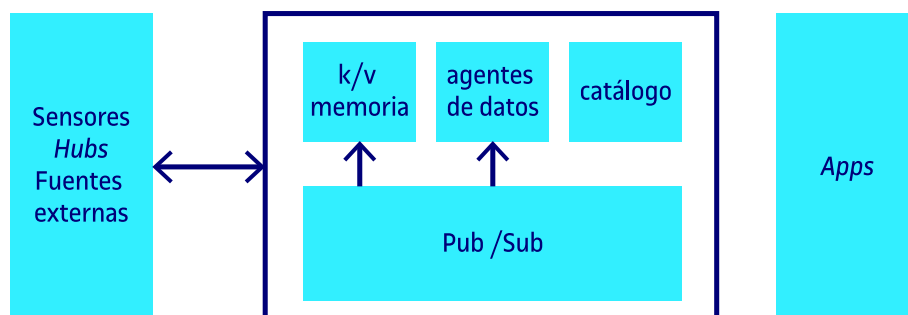 Sensores
Hubs
Fuentes
externas
k/v
memoria
agentes
de datos
catálogo
Pub /Sub
Apps